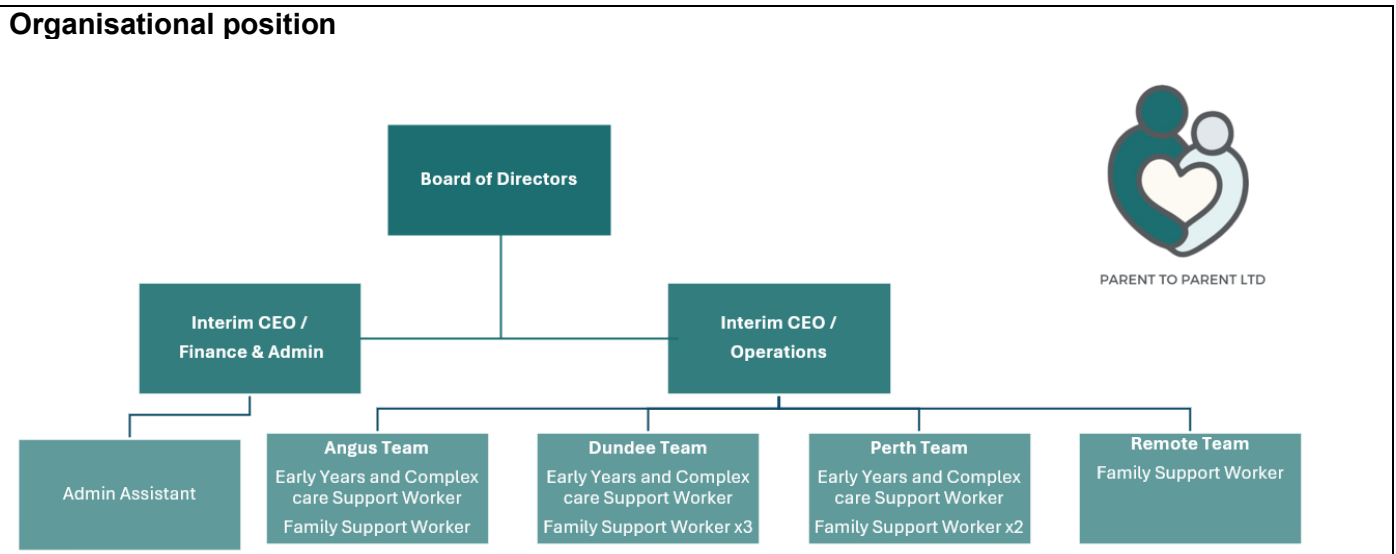 Organisational position
Board of Directors
PARENT TO PARENT LTD
Interim CEO /
Finance & Admin
Interim CEO /
Operations
Admin Assistant
Angus Team
Early Years and Complex
care Support Worker
Family Support Worker
Dundee Team
Early Years and Complex
care Support Worker
Family Support Worker x3
Perth Team
Early Years and Complex
care Support Worker
Family Support Worker x2
Remote Team
Family Support Worker